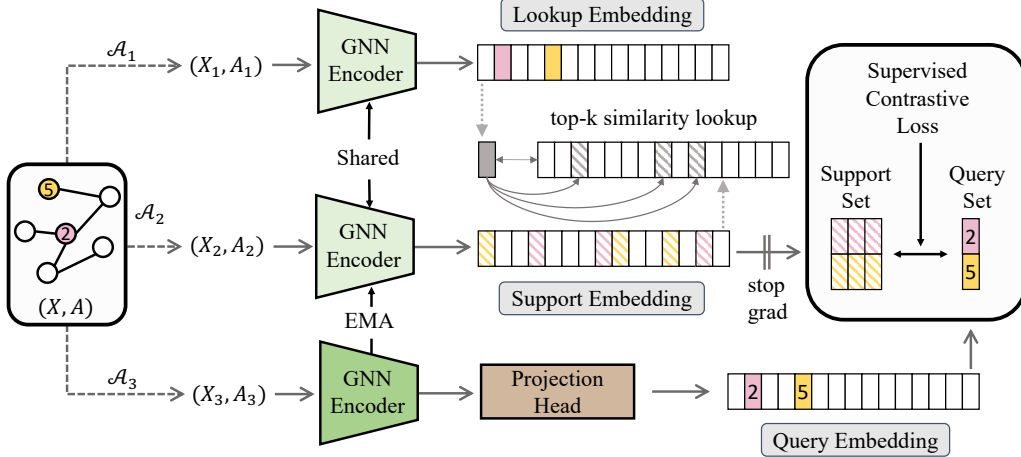 Lookup Embedding
𝒜₁
(X₁, A₁)
GNN
Encoder
Supervised
Contrastive
Loss
top-k similarity lookup
Shared
5
2
(X, A)
𝒜₂
(X₂, A₂)
GNN
Encoder
Support
Set
Query
Set
2
5
stop
grad
Support Embedding
EMA
𝒜₃
(X₃, A₃)
GNN
Encoder
Projection
Head
2
5
Query Embedding